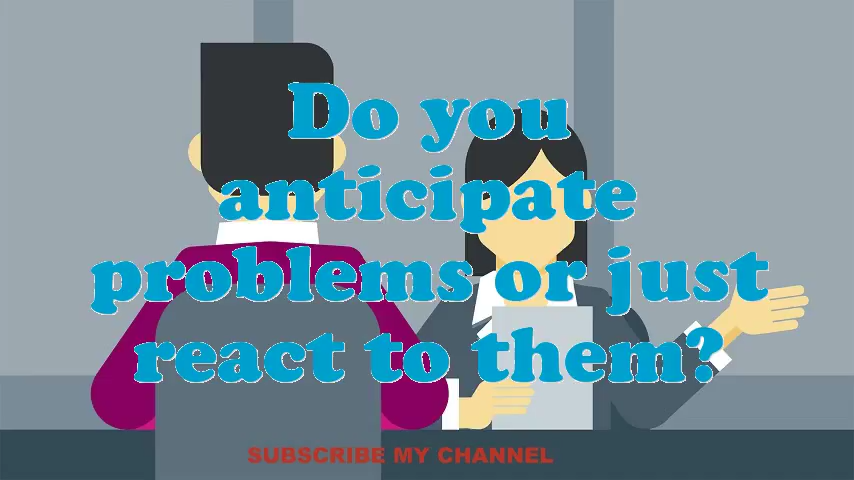 Do you
anticipate
problems or just
react to them?
SUBSCRIBE MY CHANNEL